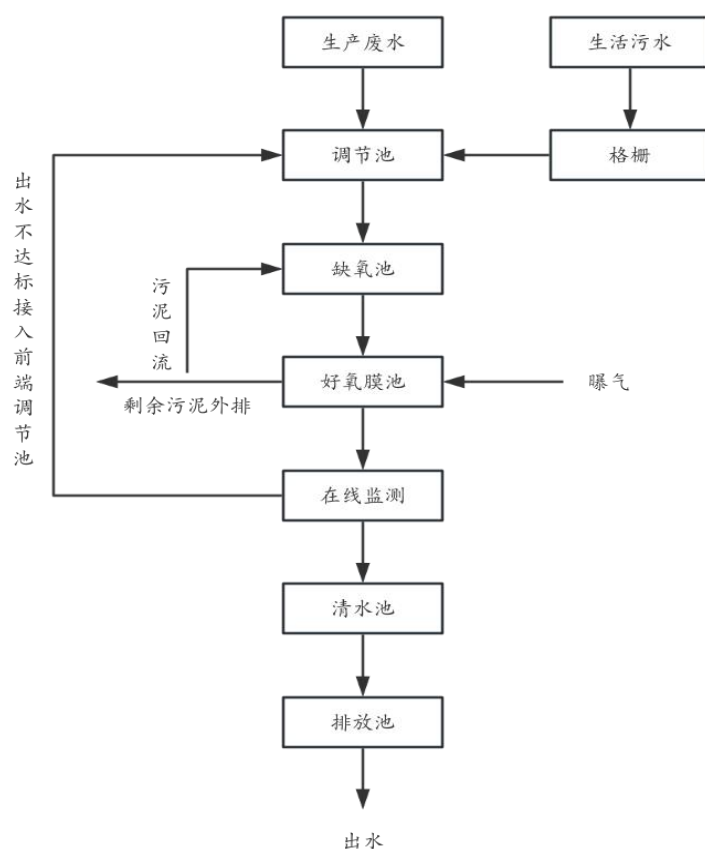 生产废水
生活污水
调节池
格栅
出水不达标接入前端调节池
缺氧池
污泥回流
好氧膜池
曝气
剩余污泥外排
在线监测
清水池
排放池
出水